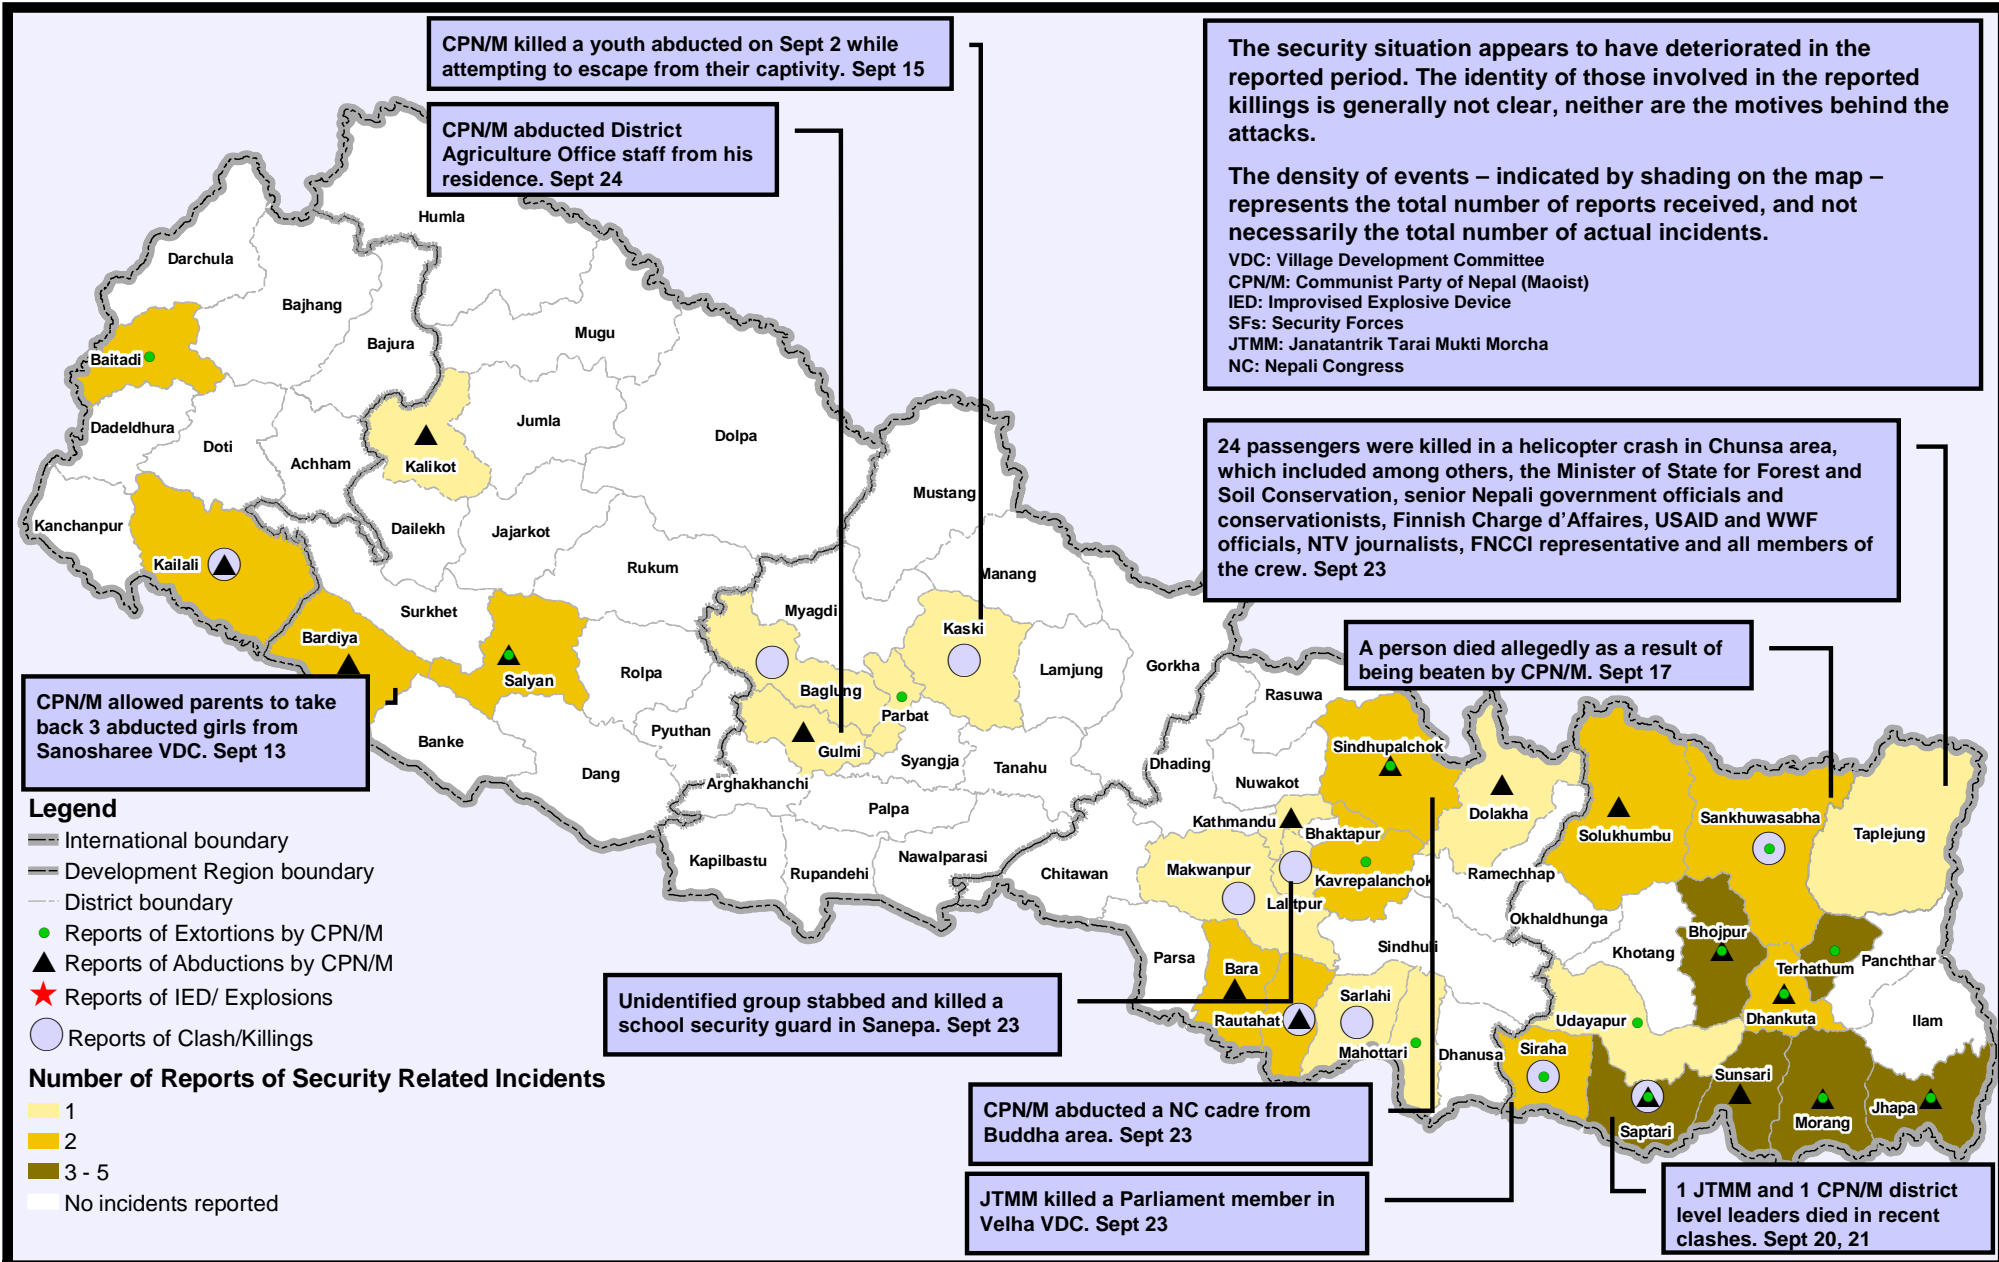 CPN/M killed a youth abducted on Sept 2 while
attempting to escape from their captivity. Sept 15
CPN/M abducted District
Agriculture Office staff from his
residence. Sept 24
The security situation appears to have deteriorated in the
reported period. The identity of those involved in the reported
killings is generally not clear, neither are the motives behind the
attacks.
The density of events – indicated by shading on the map –
represents the total number of reports received, and not
necessarily the total number of actual incidents.
VDC: Village Development Committee
CPN/M: Communist Party of Nepal (Maoist)
IED: Improvised Explosive Device
SFs: Security Forces
JTMM: Janatantrik Tarai Mukti Morcha
NC: Nepali Congress
24 passengers were killed in a helicopter crash in Chunsa area,
which included among others, the Minister of State for Forest and
Soil Conservation, senior Nepali government officials and
conservationists, Finnish Charge d'Affaires, USAID and WWF
officials, NTV journalists, FNCCI representative and all members of
the crew. Sept 23
A person died allegedly as a result of
being beaten by CPN/M. Sept 17
CPN/M allowed parents to take
back 3 abducted girls from
Sanosharee VDC. Sept 13
Unidentified group stabbed and killed a
school security guard in Sanepa. Sept 23
CPN/M abducted a NC cadre from
Buddha area. Sept 23
JTMM killed a Parliament member in
Velha VDC. Sept 23
1 JTMM and 1 CPN/M district
level leaders died in recent
clashes. Sept 20, 21
Humla
Darchula
Bajhang
Mugu
Bajura
Baitadi
Jumla
Dadeldhura
Dolpa
Doti
Achham
Kalikot
Mustang
Kanchanpur
Dailekh
Jajarkot
Kailali
Rukum
Manang
Surkhet
Myagdi
Kaski
Bardiya
Salyan
Rolpa
Baglung
Lamjung
Gorkha
Rasuwa
Parbat
Pyuthan
Banke
Gulmi
Syangja
Dang
Tanahu
Dhading
Sindhupalchok
Nuwakot
Arghakhanchi
Palpa
Kathmandu
Bhaktapur
Dolakha
Solukhumbu
Sankhuwasabha
Taplejung
Kapilbastu
Rupandehi
Nawalparasi
Chitawan
Makwanpur
Kavrepalanchok
Ramechhap
Lalitpur
Okhaldhunga
Bhojpur
Sindhuli
Khotang
Parsa
Bara
Terhathum
Panchthar
Sarlahi
Rautahat
Udayapur
Dhankuta
Ilam
Mahottari
Dhanusa
Siraha
Sunsari
Saptari
Morang
Jhapa
Legend
International boundary
Development Region boundary
District boundary
Reports of Extortions by CPN/M
Reports of Abductions by CPN/M
Reports of IED/ Explosions
Reports of Clash/Killings
Number of Reports of Security Related Incidents
1
2
3 - 5
No incidents reported